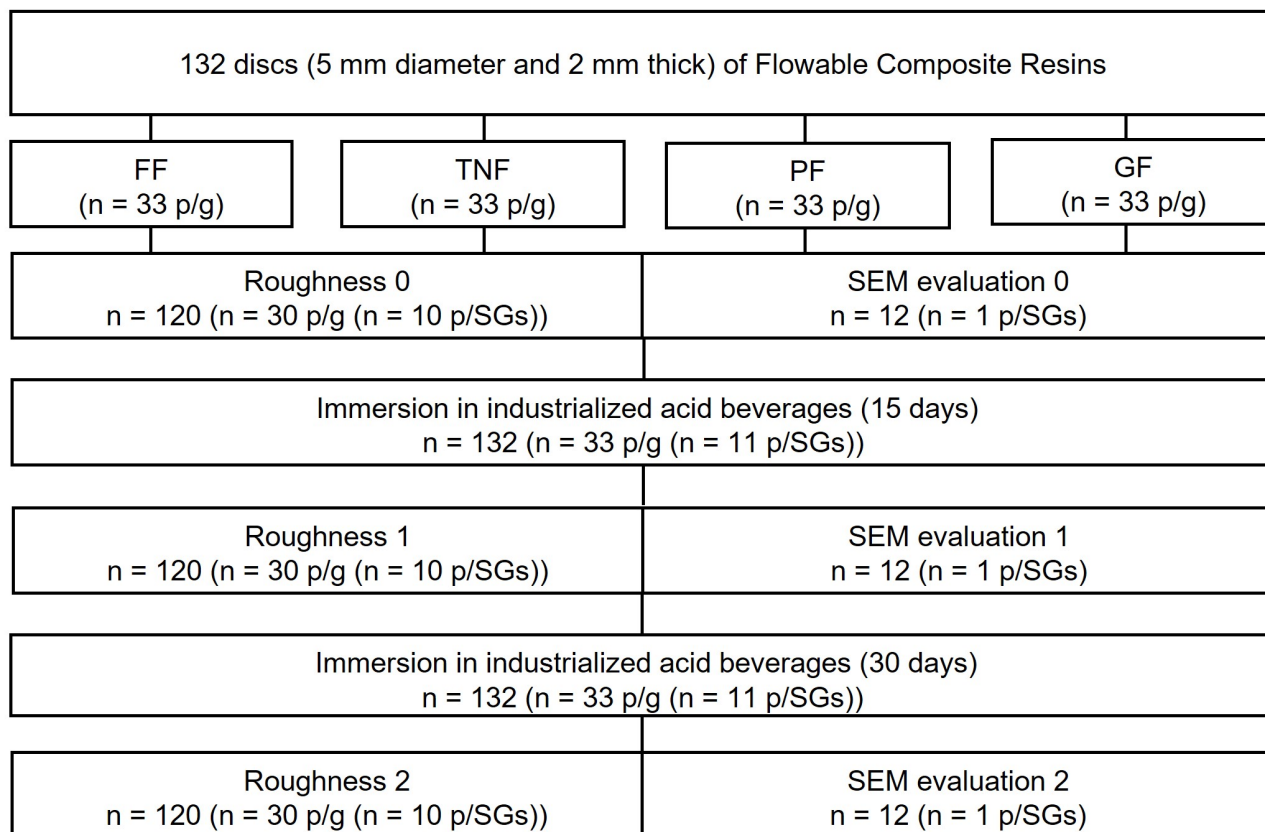 132 discs (5 mm diameter and 2 mm thick) of Flowable Composite Resins
FF
(n = 33 p/g)
TNF
(n = 33 p/g)
PF
(n = 33 p/g)
GF
(n = 33 p/g)
Roughness 0
n = 120 (n = 30 p/g (n = 10 p/SGs))
SEM evaluation 0
n = 12 (n = 1 p/SGs)
Immersion in industrialized acid beverages (15 days)
n = 132 (n = 33 p/g (n = 11 p/SGs))
Roughness 1
n = 120 (n = 30 p/g (n = 10 p/SGs))
SEM evaluation 1
n = 12 (n = 1 p/SGs)
Immersion in industrialized acid beverages (30 days)
n = 132 (n = 33 p/g (n = 11 p/SGs))
Roughness 2
n = 120 (n = 30 p/g (n = 10 p/SGs))
SEM evaluation 2
n = 12 (n = 1 p/SGs)